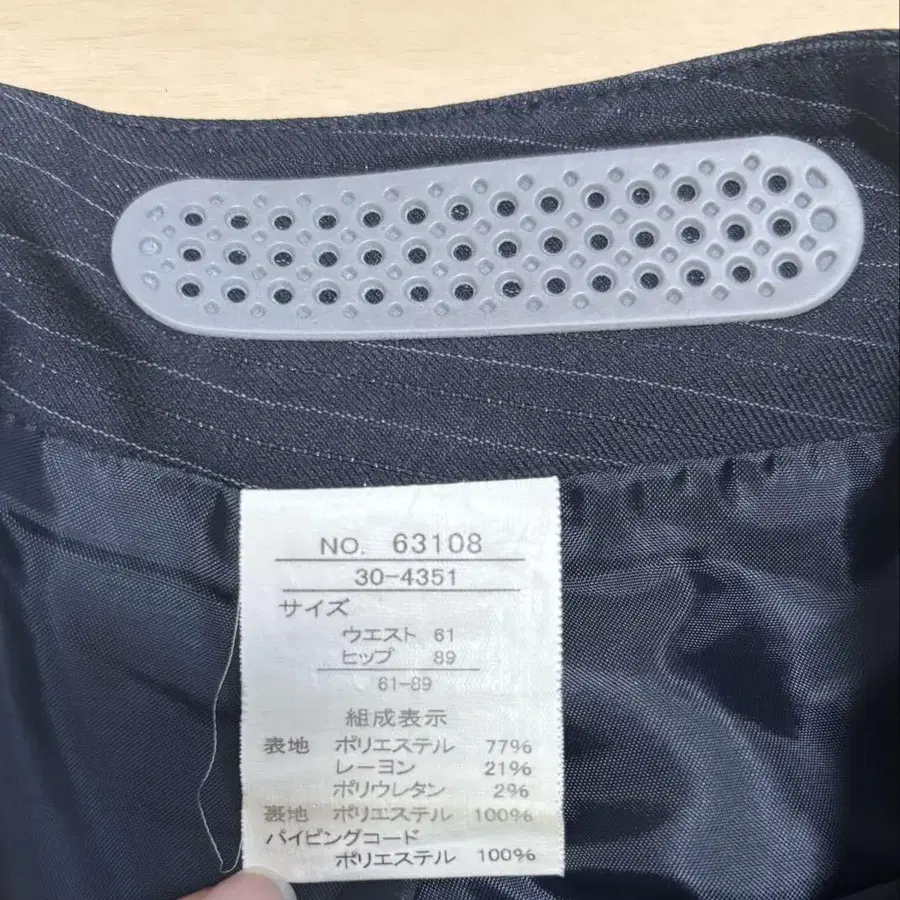 NO. 63108
30-4351
サイズ
ウエスト 61
ヒップ 89
61-89
組成表示
表地 ポリエステル 77%
レーヨン 21%
ポリウレタン 2%
裏地 ポリエステル 100%
パイピングコード
ポリエステル 100%